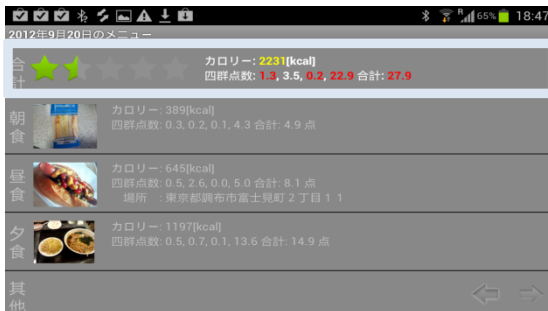 R 65% 18:47
2012年9月20日のメニュー
合計
カロリー: 2231[kcal]
四群点数: 1.3, 3.5, 0.2, 22.9 合計: 27.9
朝食
カロリー: 389[kcal]
四群点数: 0.3, 0.2, 0.1, 4.3 合計: 4.9 点
昼食
カロリー: 645[kcal]
四群点数: 0.5, 2.6, 0.0, 5.0 合計: 8.1 点
場所 : 東京都調布市富士見町２丁目１１
夕食
カロリー: 1197[kcal]
四群点数: 0.5, 0.7, 0.1, 13.6 合計: 14.9 点
其他